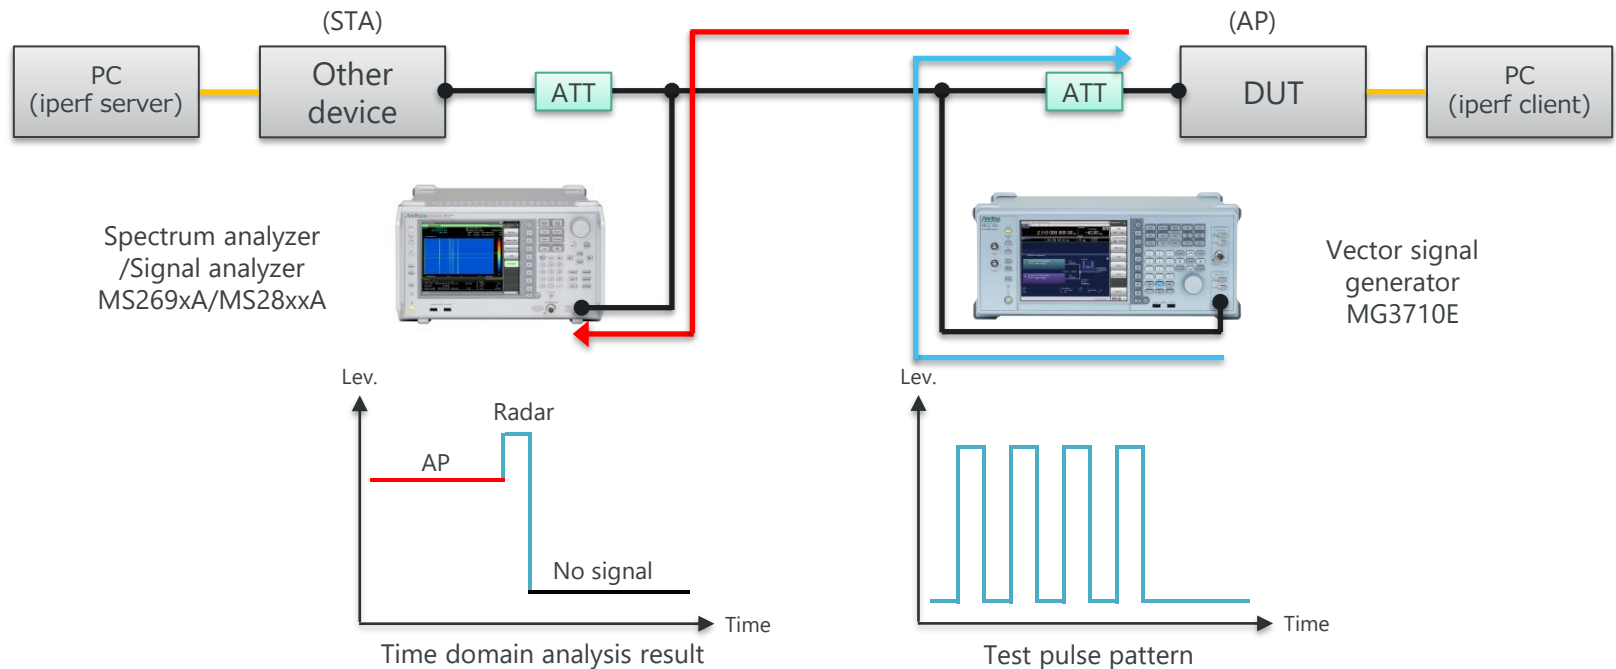 (STA)
(AP)
PC
(iperf server)
Other
device
ATT
ATT
DUT
PC
(iperf client)
Spectrum analyzer
/Signal analyzer
MS269xA/MS28xxA
Vector signal
generator
MG3710E
Lev.
Radar
AP
No signal
Time
Time domain analysis result
Lev.
Time
Test pulse pattern